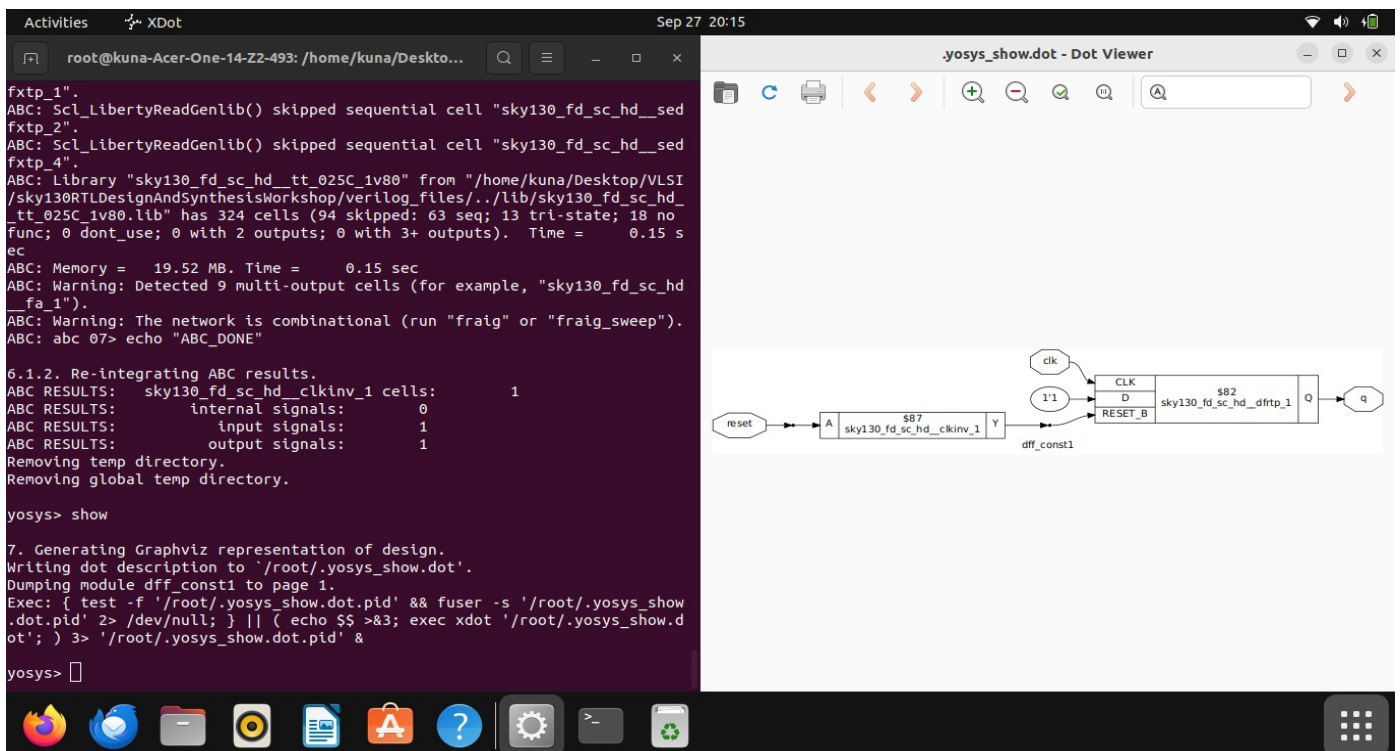 Activities
XDot
Sep 27 20:15
root@kuna-Acer-One-14-Z2-493: /home/kuna/Deskto...
fxtp_1".
ABC: Scl_LibertyReadGenlib() skipped sequential cell "sky130_fd_sc_hd__sed
fxtp_2".
ABC: Scl_LibertyReadGenlib() skipped sequential cell "sky130_fd_sc_hd__sed
fxtp_4".
ABC: Library "sky130_fd_sc_hd__tt_025C_1v80" from "/home/kuna/Desktop/VLSI
/sky130RTLDesignAndSynthesisWorkshop/verilog_files/../lib/sky130_fd_sc_hd_
_tt_025C_1v80.lib" has 324 cells (94 skipped: 63 seq; 13 tri-state; 18 no
func; 0 dont_use; 0 with 2 outputs; 0 with 3+ outputs).  Time =     0.15 s
ec
ABC: Memory =   19.52 MB. Time =     0.15 sec
ABC: Warning: Detected 9 multi-output cells (for example, "sky130_fd_sc_hd
__fa_1").
ABC: Warning: The network is combinational (run "fraig" or "fraig_sweep").
ABC: abc 07> echo "ABC_DONE"
6.1.2. Re-integrating ABC results.
ABC RESULTS:   sky130_fd_sc_hd__clkinv_1 cells:        1
ABC RESULTS:        internal signals:        0
ABC RESULTS:           input signals:        1
ABC RESULTS:          output signals:        1
Removing temp directory.
Removing global temp directory.
yosys> show
7. Generating Graphviz representation of design.
Writing dot description to `/root/.yosys_show.dot'.
Dumping module dff_const1 to page 1.
Exec: { test -f '/root/.yosys_show.dot.pid' && fuser -s '/root/.yosys_show
.dot.pid' 2> /dev/null; } || ( echo $$ >&3; exec xdot '/root/.yosys_show.d
ot'; ) 3> '/root/.yosys_show.dot.pid' &
yosys>
.yosys_show.dot - Dot Viewer
clk
1'1
CLK
D
RESET_B
$82
sky130_fd_sc_hd__dfrtp_1
Q
q
reset
A
$87
sky130_fd_sc_hd__clkinv_1
Y
dff_const1